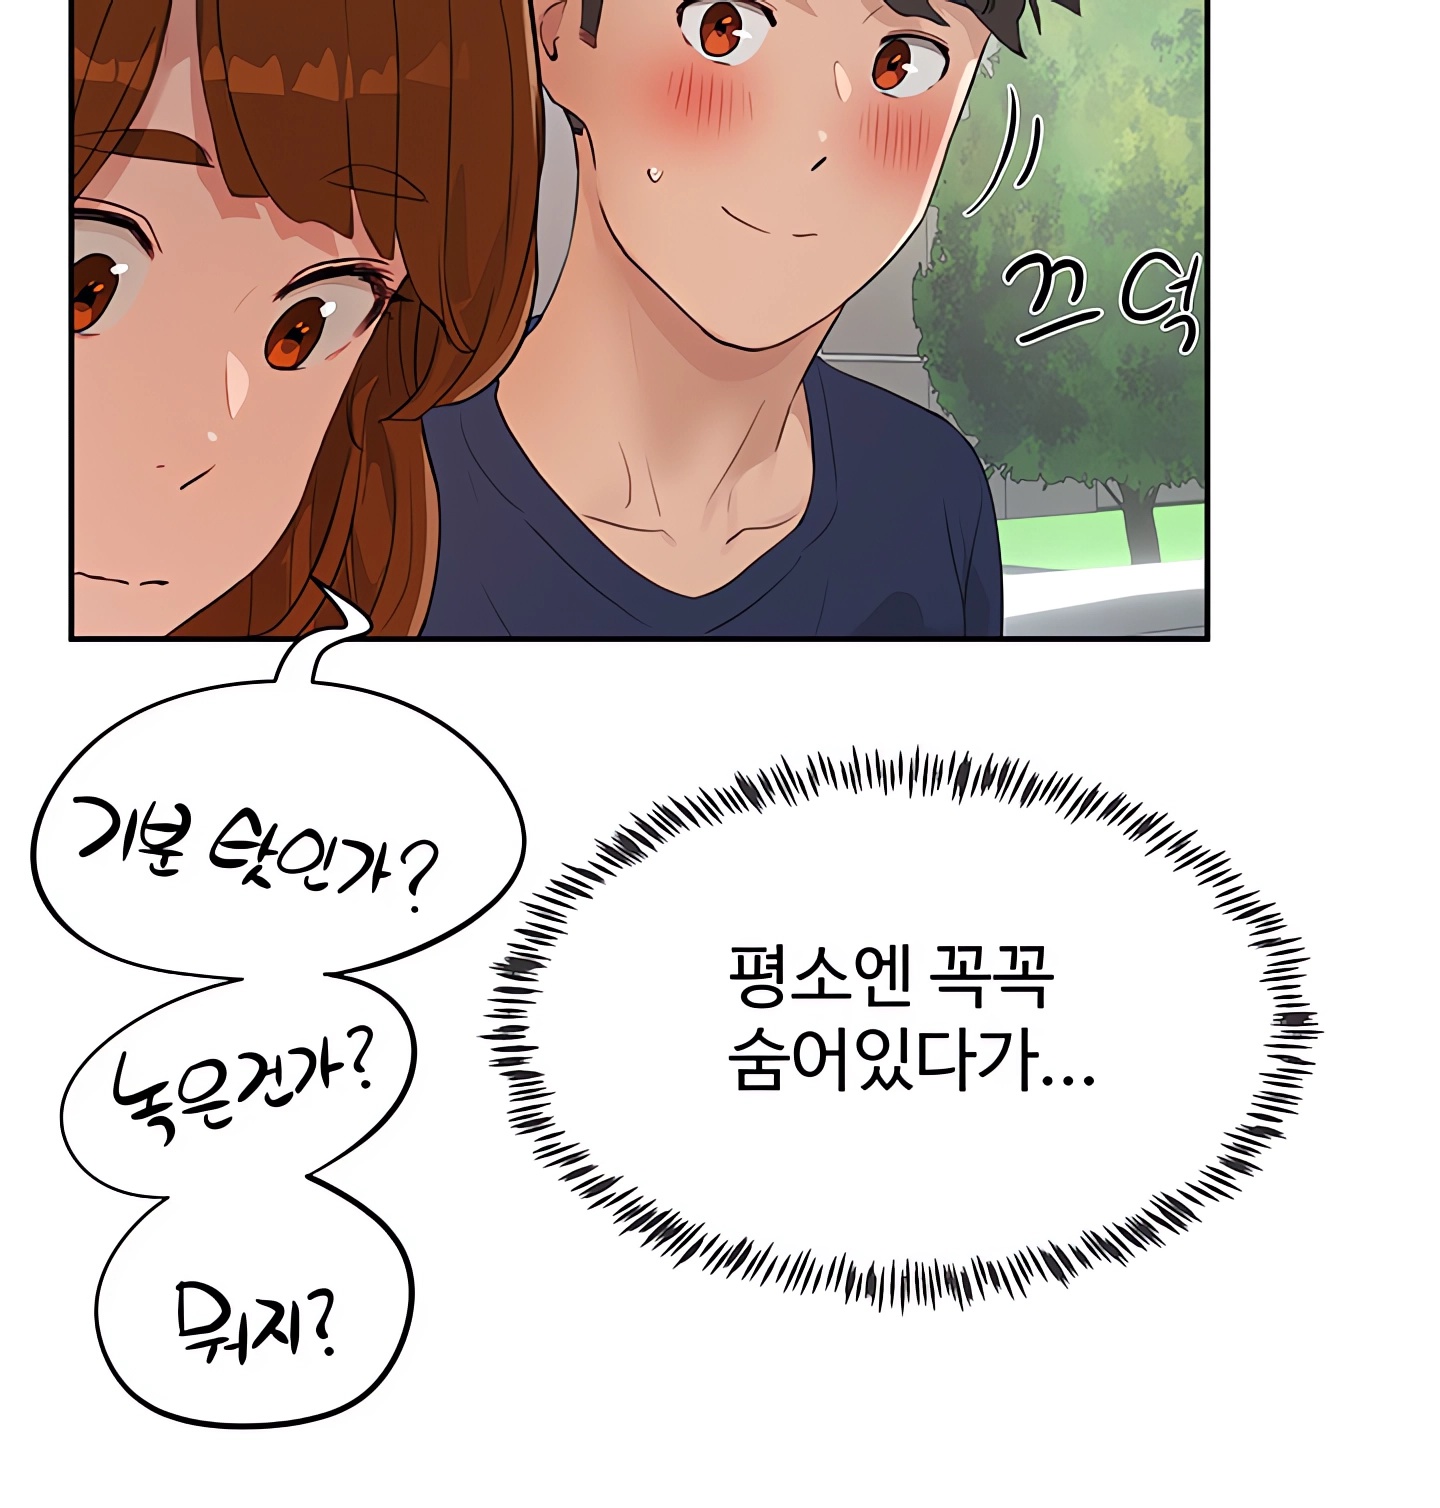 끄덕
기분 탓인가?
녹은건가?
뭐지?
평소엔 꼭꼭
숨어있다가...